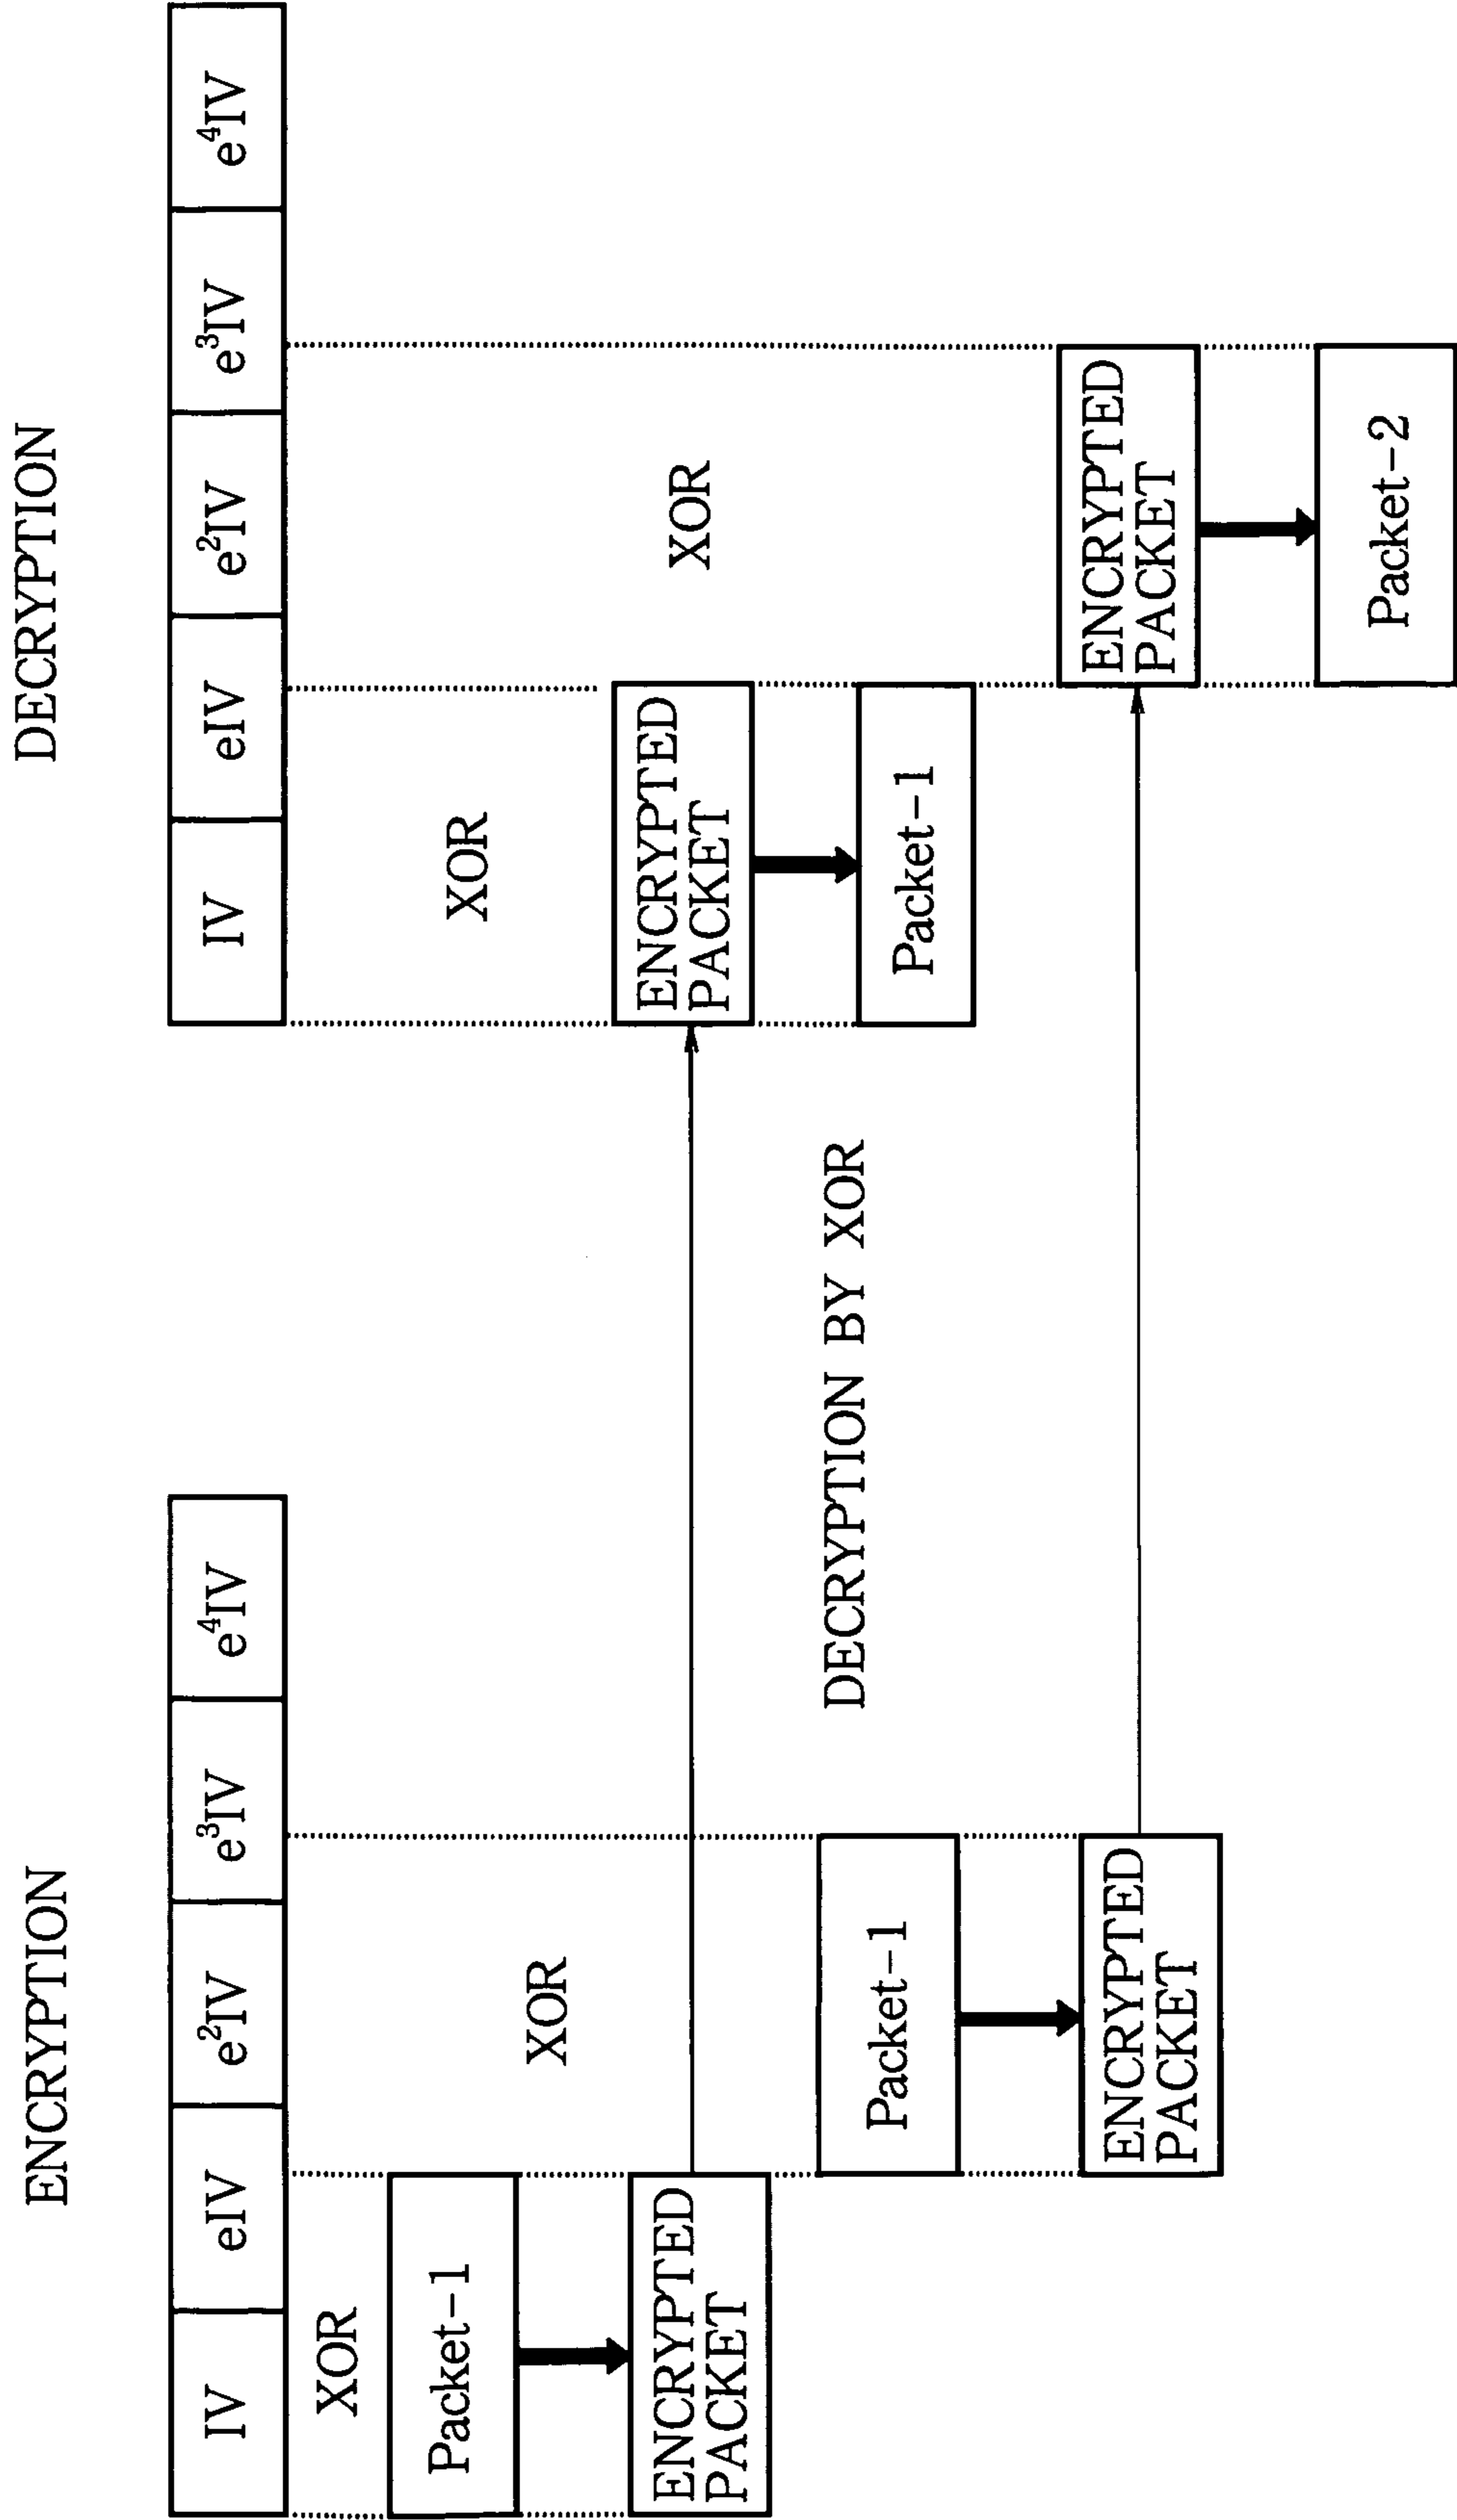 ENCRYPTION
IV
eIV
e²IV
e³IV
e⁴IV
XOR
Packet-1
ENCRYPTED
PACKET
XOR
Packet-1
ENCRYPTED
PACKET
DECRYPTION BY XOR
DECRYPTION
IV
eIV
e²IV
e³IV
e⁴IV
XOR
ENCRYPTED
PACKET
Packet-1
XOR
ENCRYPTED
PACKET
Packet-2